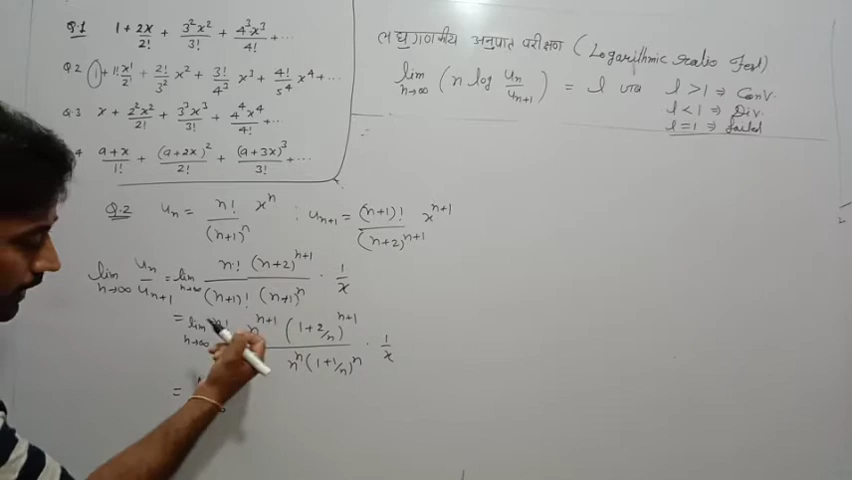 Q.1 1 + 2x/2! + 3²x²/3! + 4³x³/4! + ...
Q.2 1 + 1!x¹/2! + 2!/3² x² + 3!/4³ x³ + 4!/5⁴ x⁴ + ...
Q.3 x + 2²x²/2! + 3³x³/3! + 4⁴x⁴/4! + ...
4 a+x/1! + (a+2x)²/2! + (a+3x)³/3! + ...
लघुगणकीय अनुपात परीक्षण (Logarithmic ratio Test)
lim n→∞ (n log uₙ/uₙ₊₁) = l जब l > 1 ⇒ Conv.
l < 1 ⇒ Div.
l = 1 ⇒ failed
Q.2 uₙ = n!/(n+1)ⁿ xⁿ : uₙ₊₁ = (n+1)!/(n+2)ⁿ⁺¹ xⁿ⁺¹
lim n→∞ uₙ/uₙ₊₁ = lim n→∞ n! (n+2)ⁿ⁺¹/(n+1)! (n+1)ⁿ · 1/x
= lim n→∞ n! nⁿ⁺¹ (1+2/n)ⁿ⁺¹/nⁿ(1+1/n)ⁿ · 1/x
=